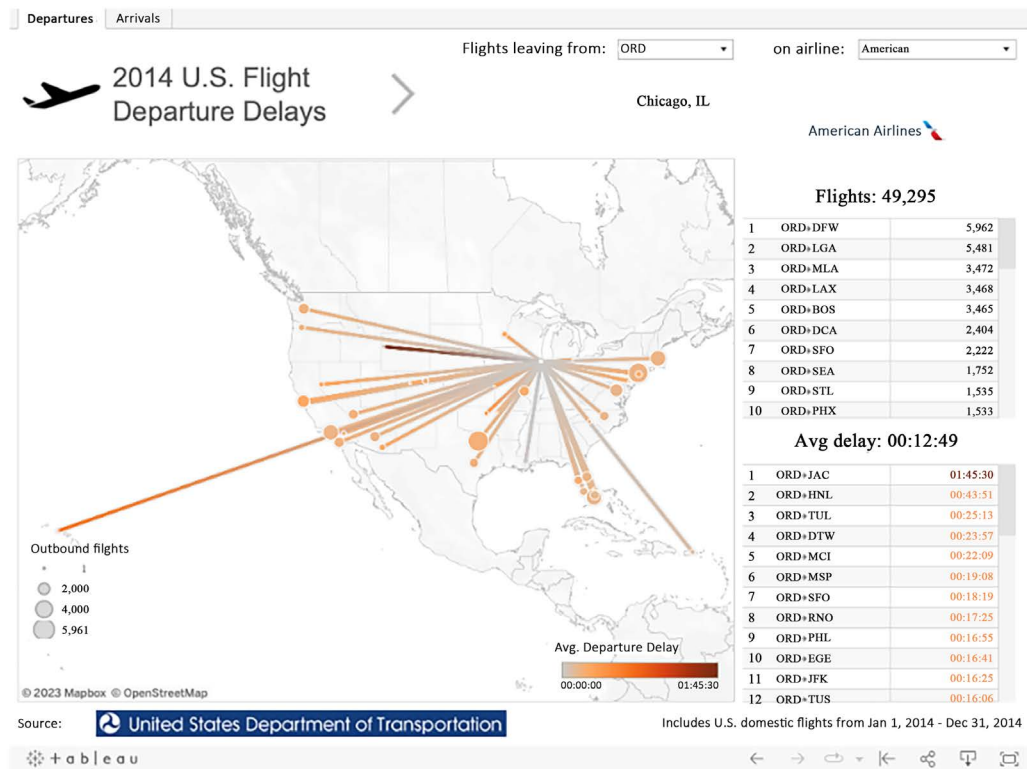 Departures Arrivals
Flights leaving from: ORD on airline: American
2014 U.S. Flight
Departure Delays
Chicago, IL
American Airlines
Flights: 49,295
1 ORD»DFW 5,962
2 ORD»LGA 5,481
3 ORD»MLA 3,472
4 ORD»LAX 3,468
5 ORD»BOS 3,465
6 ORD»DCA 2,404
7 ORD»SFO 2,222
8 ORD»SEA 1,752
9 ORD»STL 1,535
10 ORD»PHX 1,533
Avg delay: 00:12:49
1 ORD»JAC 01:45:30
2 ORD»HNL 00:43:51
3 ORD»TUL 00:25:13
4 ORD»DTW 00:23:57
5 ORD»MCI 00:22:09
6 ORD»MSP 00:19:08
7 ORD»SFO 00:18:19
8 ORD»RNO 00:17:25
9 ORD»PHL 00:16:55
10 ORD»EGE 00:16:41
11 ORD»JFK 00:16:25
12 ORD»TUS 00:16:06
Outbound flights
1
2,000
4,000
5,961
Avg. Departure Delay
00:00:00 01:45:30
© 2023 Mapbox © OpenStreetMap
Source: United States Department of Transportation
Includes U.S. domestic flights from Jan 1, 2014 - Dec 31, 2014
+ableau